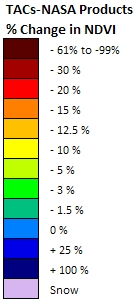 TACs-NASA Products
% Change in NDVI
- 61% to -99%
- 30 %
- 20 %
- 15 %
- 12.5 %
- 10 %
- 5 %
- 3 %
- 1.5 %
0 %
+ 25 %
+ 100 %
Snow